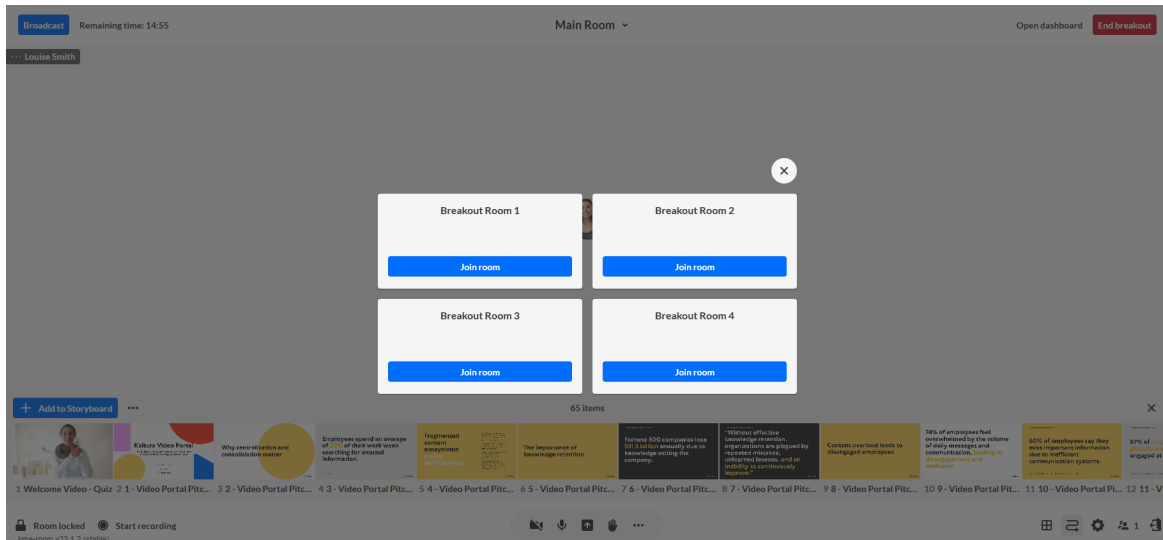 Broadcast Remaining time: 14:55 Main Room Open dashboard End breakout
Louise Smith
Breakout Room 1 Breakout Room 2
Join room Join room
Breakout Room 3 Breakout Room 4
Join room Join room
Add to Storyboard 65 items
Kaltura Video Portal
Why centralization and
consolidation matter
Employees spend an average
of of their work week
searching for internal
information.
Fragmented
content
ecosystems
The importance of
knowledge retention
Fortune 500 companies lose
$31.5 billion annually due to
knowledge exiting the
company.
"Without effective
knowledge retention,
organizations are plagued by
repeated mistakes,
unlearned lessons, and an
inability to continuously
improve."
Content overload leads to
disengaged employees
overwhelmed by the volume
of daily messages and
communication, leading to
disengagement and
confusion
60% of employees say they
miss important information
due to inefficient
communication systems.
87% of
engaged at
1 Welcome Video - Quiz 2 1 - Video Portal Pitc... 3 2 - Video Portal Pitc... 4 3 - Video Portal Pitc... 5 4 - Video Portal Pitc... 6 5 - Video Portal Pitc... 7 6 - Video Portal Pitc... 8 7 - Video Portal Pitc... 9 8 - Video Portal Pitc... 10 9 - Video Portal Pit... 11 10 - Video Portal Pi... 12 11 - V
Room locked Start recording 1
kme-room v23.1.2 (stable)